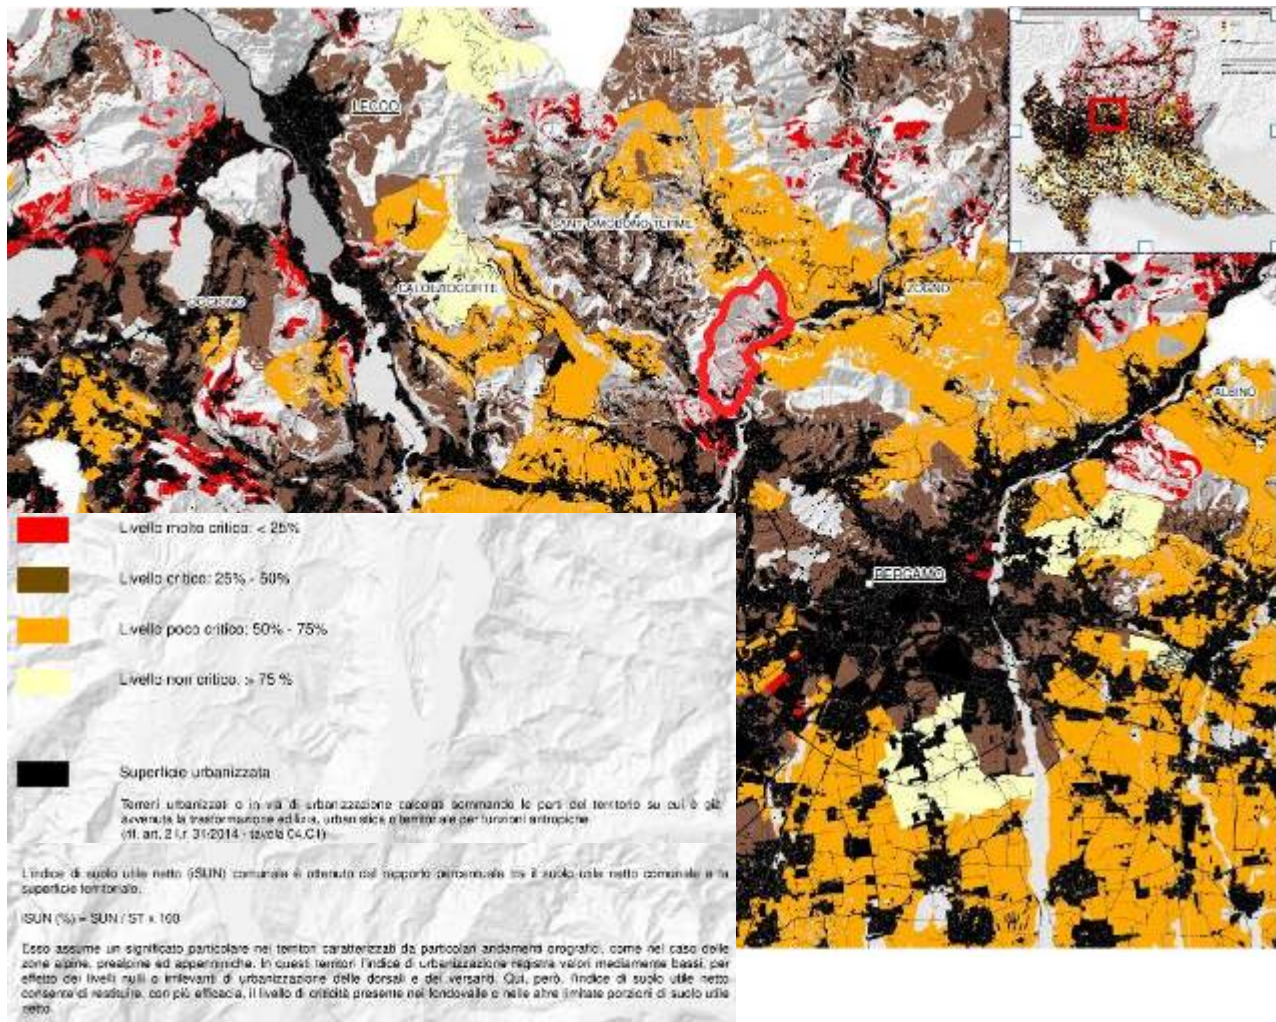 LECCO
SANT'OMOBONO TERME
CALOLZIOCORTE
OGGIONO
ZOGNO
ALBINO
BERGAMO
Livello molto critico: < 25%
Livello critico: 25% - 50%
Livello poco critico: 50% - 75%
Livello non critico: > 75 %
Superficie urbanizzata
Terreni urbanizzati o in via di urbanizzazione calcolati sommando le parti del territorio su cui è già
avvenuta la trasformazione edilizia, urbanistica o territoriale per funzioni antropiche
(rif. art. 2 l.r. 31/2014 - tavola 04.C1)
L'indice di suolo utile netto (iSUN) comunale è ottenuto dal rapporto percentuale tra il suolo utile netto comunale e la
superficie territoriale.
iSUN (%) = SUN / ST x 100
Esso assume un significato particolare nei territori caratterizzati da particolari andamenti orografici, come nel caso delle
zone alpine, prealpine ed appenniniche. In questi territori l'indice di urbanizzazione registra valori mediamente bassi, per
effetto dei livelli nulli o irrilevanti di urbanizzazione delle dorsali e dei versanti. Qui, però, l'indice di suolo utile netto
consente di restituire, con più efficacia, il livello di criticità presente nei fondovalle o nelle altre limitate porzioni di suolo utile
netto.